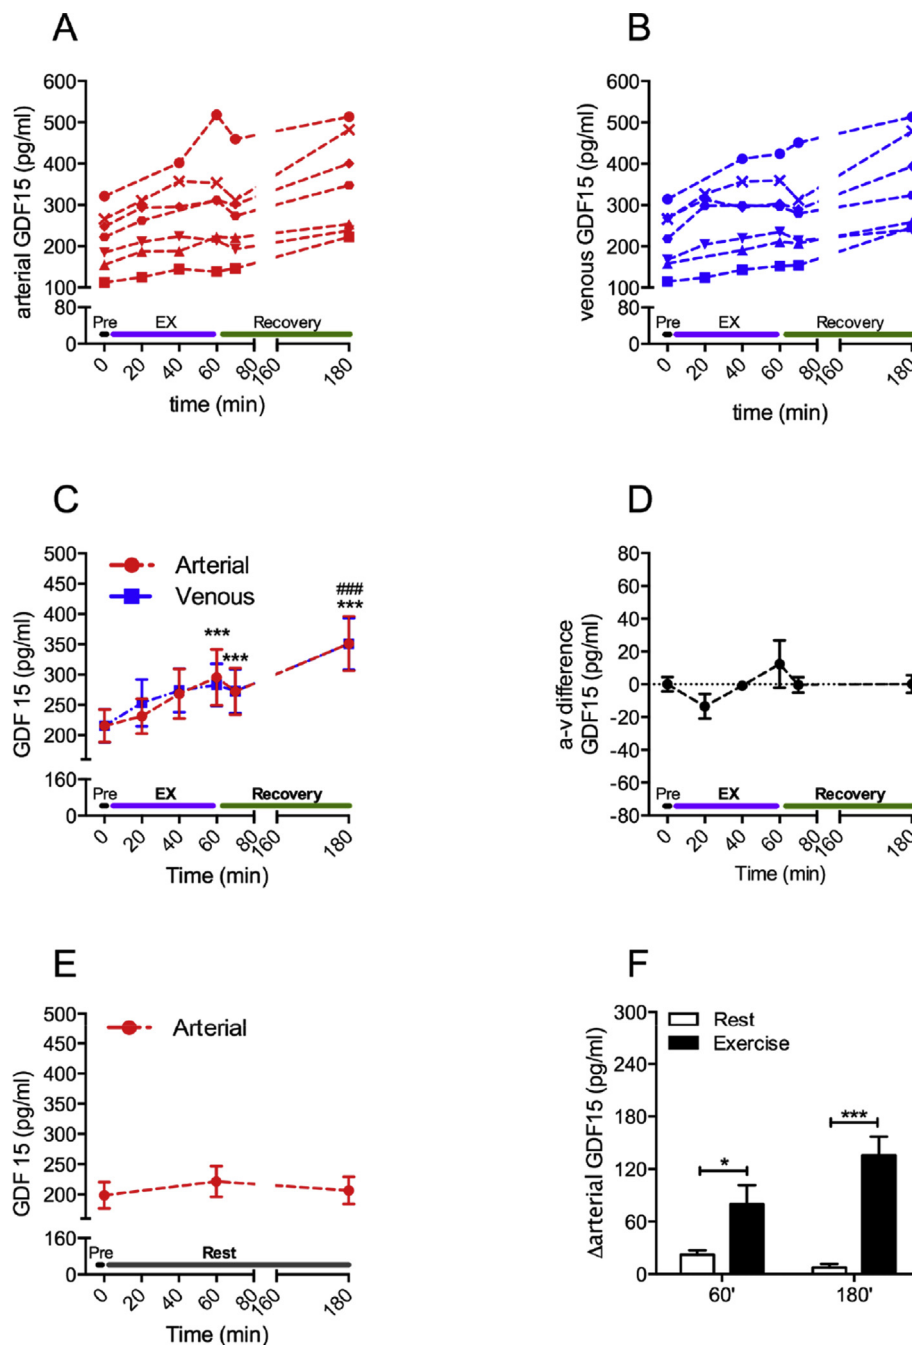 A
600
500
400
300
200
100
80
0
arterial GDF15 (pg/ml)
Pre
EX
Recovery
0
20
40
60
80
160
180
time (min)
B
600
500
400
300
200
100
80
0
venous GDF15 (pg/ml)
Pre
EX
Recovery
0
20
40
60
80
160
180
time (min)
C
500
450
400
350
300
250
200
160
0
GDF 15 (pg/ml)
Arterial
Venous
***
***
###
***
Pre
EX
Recovery
0
20
40
60
80
160
180
Time (min)
D
80
60
40
20
0
-20
-40
-60
-80
a-v difference
GDF15 (pg/ml)
Pre
EX
Recovery
0
20
40
60
80
160
180
Time (min)
E
500
450
400
350
300
250
200
160
0
GDF 15 (pg/ml)
Arterial
Pre
Rest
0
20
40
60
80
160
180
Time (min)
F
300
240
180
120
60
0
Δarterial GDF15 (pg/ml)
Rest
Exercise
*
***
60'
180'